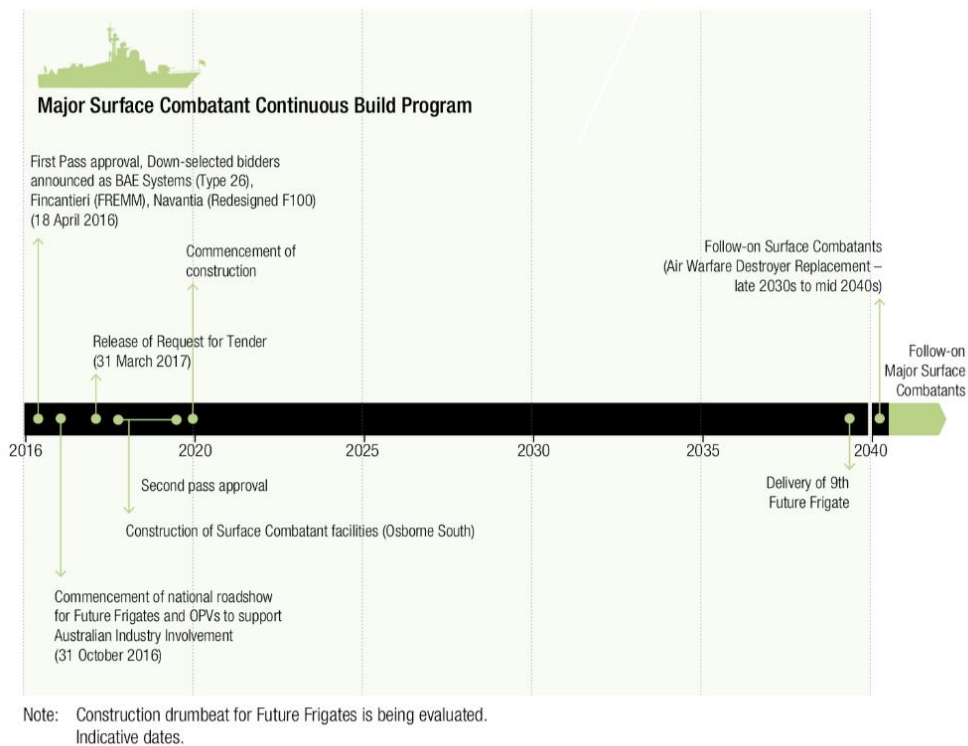 Major Surface Combatant Continuous Build Program
First Pass approval, Down-selected bidders
announced as BAE Systems (Type 26),
Fincantieri (FREMM), Navantia (Redesigned F100)
(18 April 2016)
Commencement of
construction
Follow-on Surface Combatants
(Air Warfare Destroyer Replacement –
late 2030s to mid 2040s)
Release of Request for Tender
(31 March 2017)
Follow-on
Major Surface
Combatants
2016
2020
2025
2030
2035
2040
Second pass approval
Delivery of 9th
Future Frigate
Construction of Surface Combatant facilities (Osborne South)
Commencement of national roadshow
for Future Frigates and OPVs to support
Australian Industry Involvement
(31 October 2016)
Note: Construction drumbeat for Future Frigates is being evaluated.
Indicative dates.